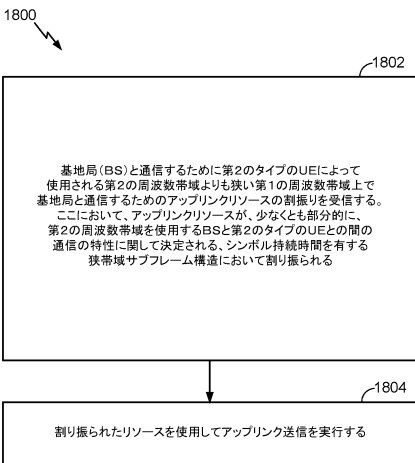 1800
1802
基地局(BS)と通信するために第2のタイプのUEによって
使用される第2の周波数帯域よりも狭い第1の周波数帯域上で
基地局と通信するためのアップリンクリソースの割振りを受信する。
ここにおいて、アップリンクリソースが、少なくとも部分的に、
第2の周波数帯域を使用するBSと第2のタイプのUEとの間の
通信の特性に関して決定される、シンボル持続時間を有する
狭帯域サブフレーム構造において割り振られる
1804
割り振られたリソースを使用してアップリンク送信を実行する